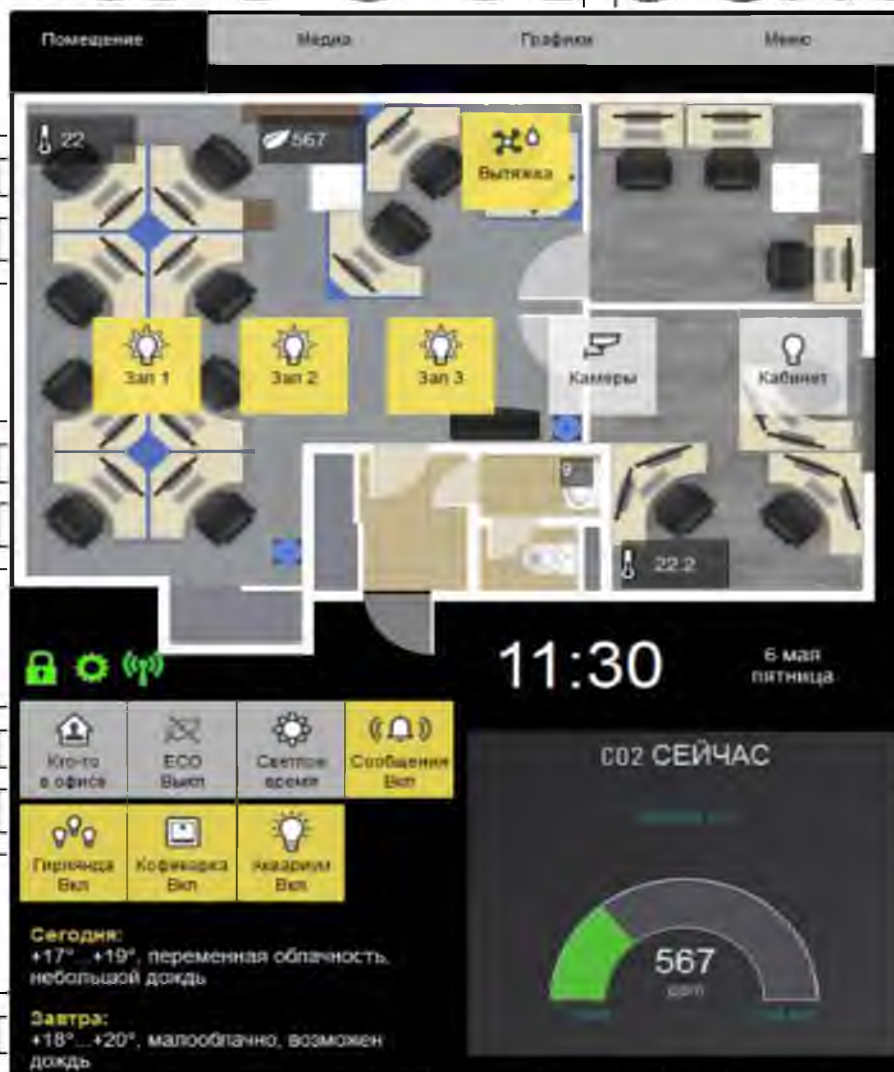 Помещение
Медиа
Графики
Меню
22
567
Вытяжка
Зал 1
Зал 2
Зал 3
Камеры
Кабинет
9
22.2
11:30
6 мая
пятница
Кто-то
в офисе
ECO
Выкл
Светлое
время
Сообщения
Вкл
CO2 СЕЙЧАС
Гирлянда
Вкл
Кофеварка
Вкл
Аквариум
Вкл
567
ppm
Сегодня:
+17°...+19°, переменная облачность,
небольшой дождь
Завтра:
+18°...+20°, малооблачно, возможен
дождь